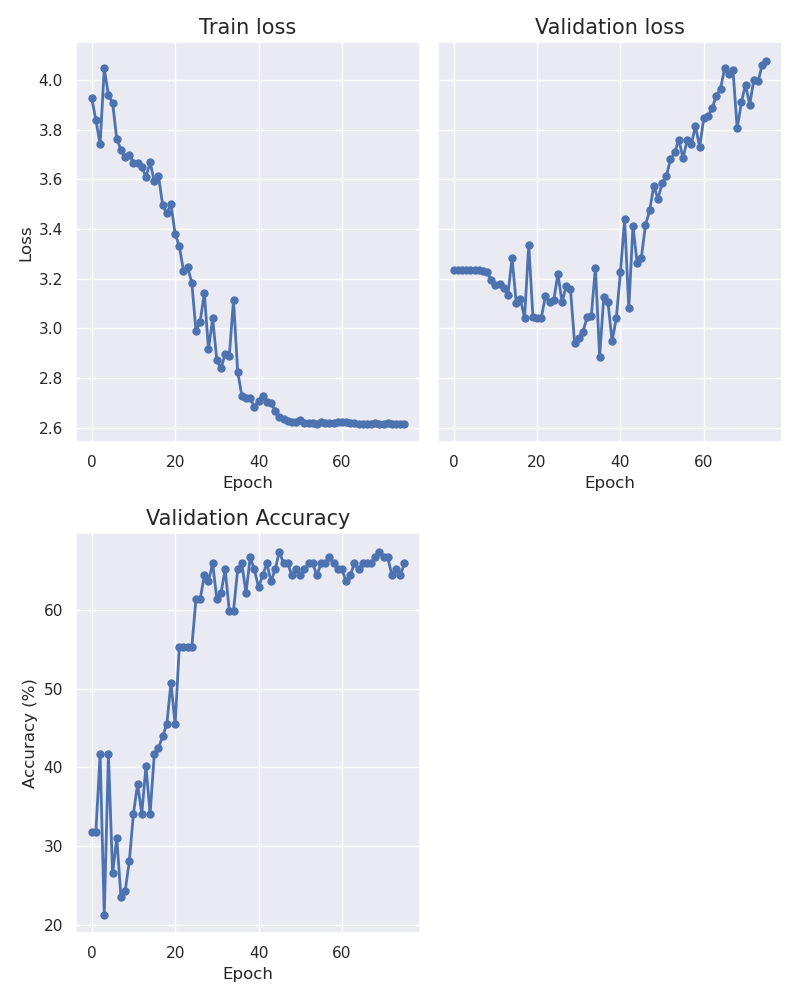 Train loss
Validation loss
Loss
4.0
3.8
3.6
3.4
3.2
3.0
2.8
2.6
0 20 40 60
0 20 40 60
Epoch
Epoch
Validation Accuracy
Accuracy (%)
60
50
40
30
20
0 20 40 60
Epoch